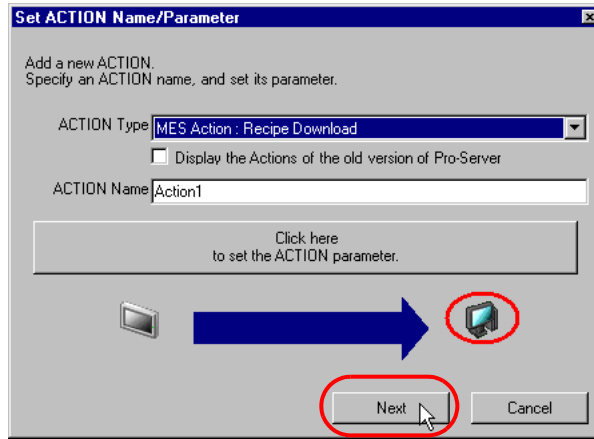 Set ACTION Name/Parameter
Add a new ACTION.
Specify an ACTION name, and set its parameter.
ACTION Type MES Action : Recipe Download
Display the Actions of the old version of Pro-Server
ACTION Name Action1
Click here
to set the ACTION parameter.
Next Cancel